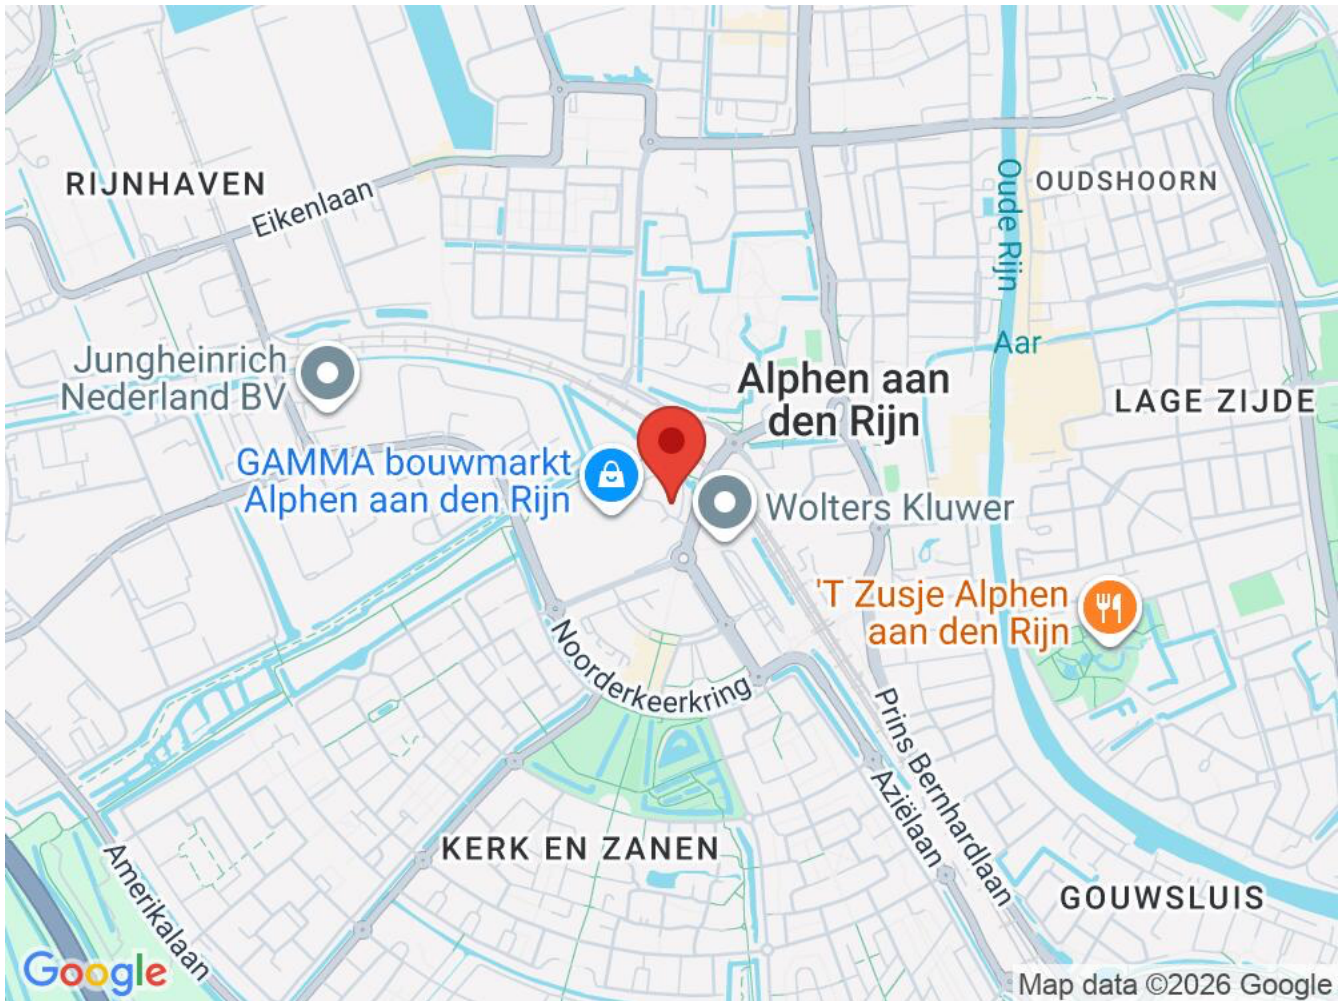 RIJNHAVEN
Eikenlaan
Oude Rijn
OUDSHOORN
Aar
Jungheinrich
Nederland BV
Alphen aan
den Rijn
LAGE ZIJDE
GAMMA bouwmarkt
Alphen aan den Rijn
Wolters Kluwer
'T Zusje Alphen
aan den Rijn
Noorderkeerkring
Prins Bernhardlaan
Aziëlaan
KERK EN ZANEN
Amerikalaan
GOUWSLUIS
Google
Map data ©2026 Google